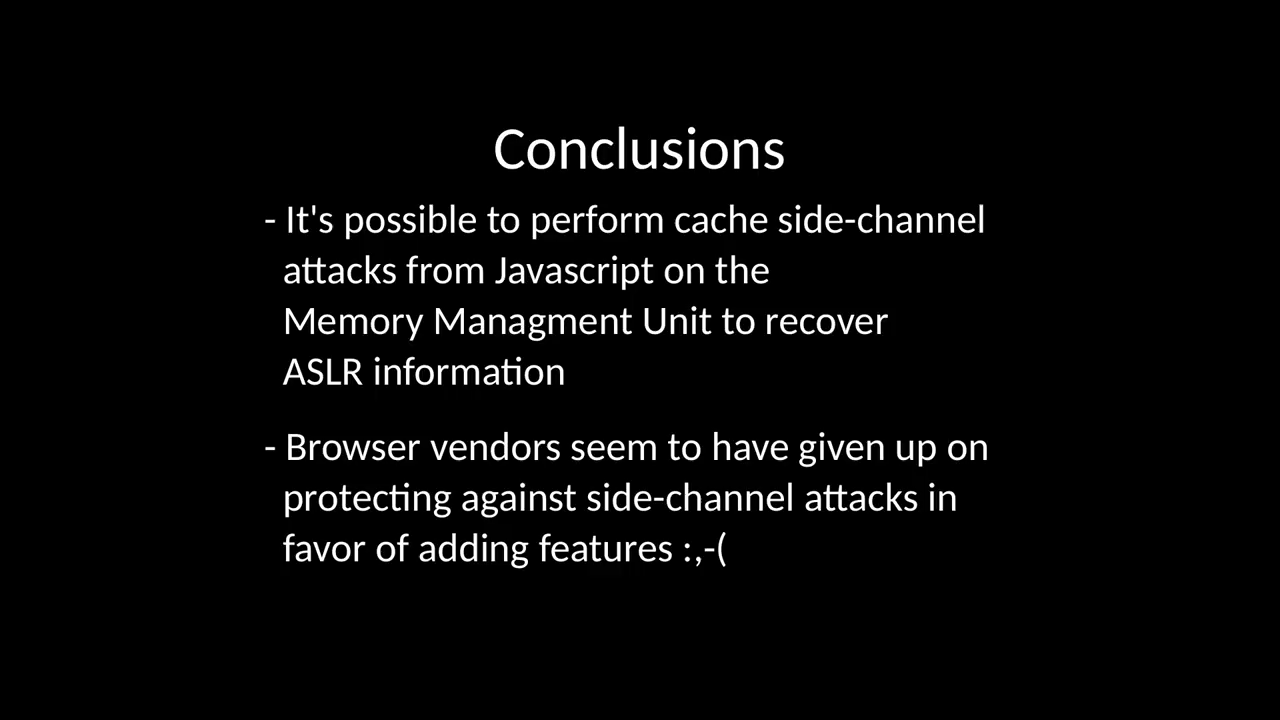 Conclusions
- It's possible to perform cache side-channel
attacks from Javascript on the
Memory Managment Unit to recover
ASLR information
- Browser vendors seem to have given up on
protecting against side-channel attacks in
favor of adding features :,-(